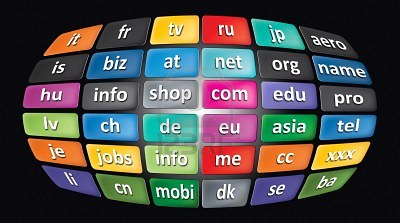 it fr tv ru jp aero
is biz at net org name
hu info shop com edu pro
lv ch de eu asia tel
je jobs info me cc xxx
li cn mobi dk se ba